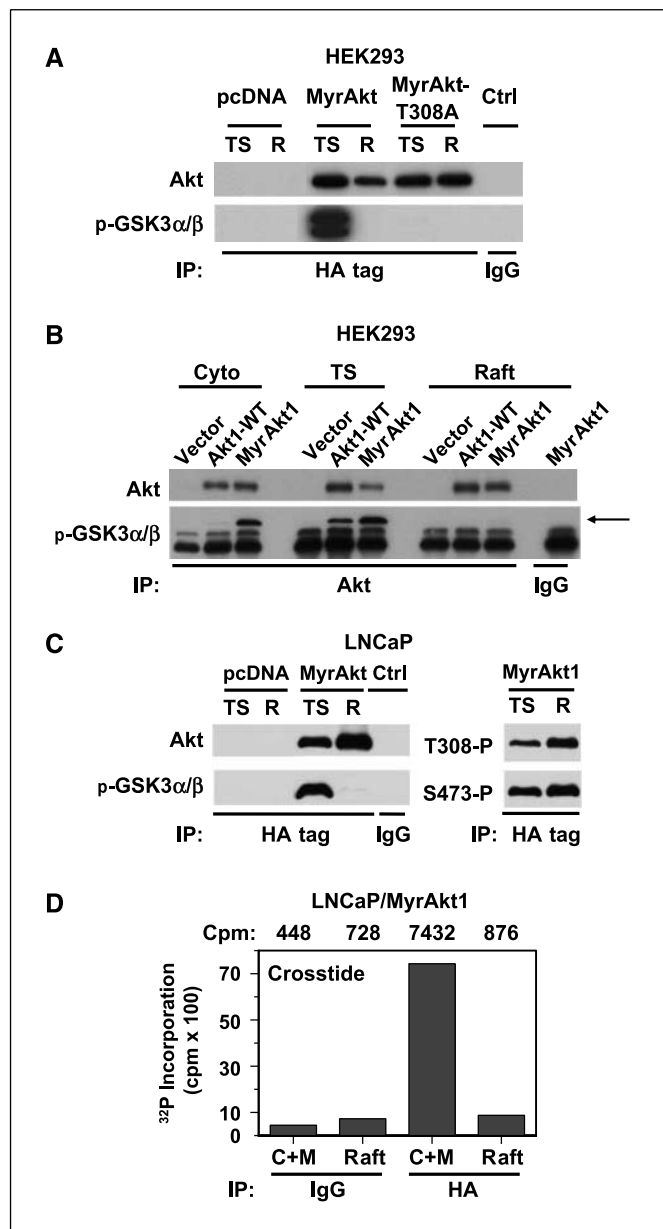 A
HEK293
pcDNA MyrAkt MyrAkt-T308A Ctrl
TS R TS R TS R
Akt
p-GSK3α/β
IP: HA tag IgG
B
HEK293
Cyto TS Raft
Vector Akt1-WT MyrAkt1 Vector Akt1-WT MyrAkt1 Vector Akt1-WT MyrAkt1 MyrAkt1
Akt
p-GSK3α/β
IP: Akt IgG
C
LNCaP
pcDNA MyrAkt Ctrl
TS R TS R
Akt
p-GSK3α/β
IP: HA tag IgG
MyrAkt1
TS R
T308-P
S473-P
IP: HA tag
D
LNCaP/MyrAkt1
Cpm: 448 728 7432 876
Crosstide
³²P Incorporation
(cpm x 100)
70
50
30
10
0
C+M Raft C+M Raft
IP: IgG HA